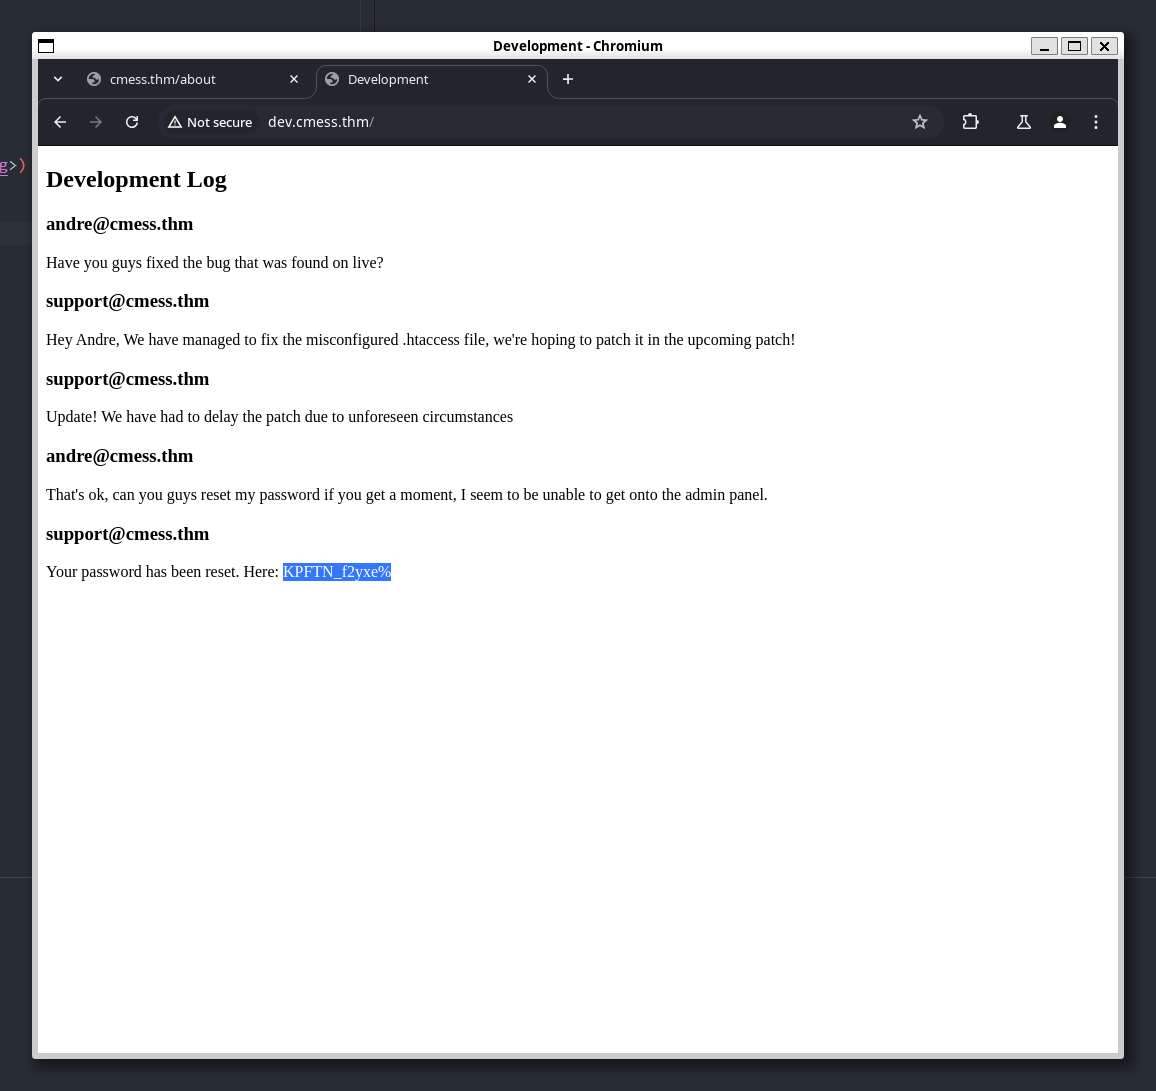 Development - Chromium
cmess.thm/about
Development
Not secure
dev.cmess.thm/
g>)
Development Log
andre@cmess.thm
Have you guys fixed the bug that was found on live?
support@cmess.thm
Hey Andre, We have managed to fix the misconfigured .htaccess file, we're hoping to patch it in the upcoming patch!
support@cmess.thm
Update! We have had to delay the patch due to unforeseen circumstances
andre@cmess.thm
That's ok, can you guys reset my password if you get a moment, I seem to be unable to get onto the admin panel.
support@cmess.thm
Your password has been reset. Here: KPFTN_f2yxe%